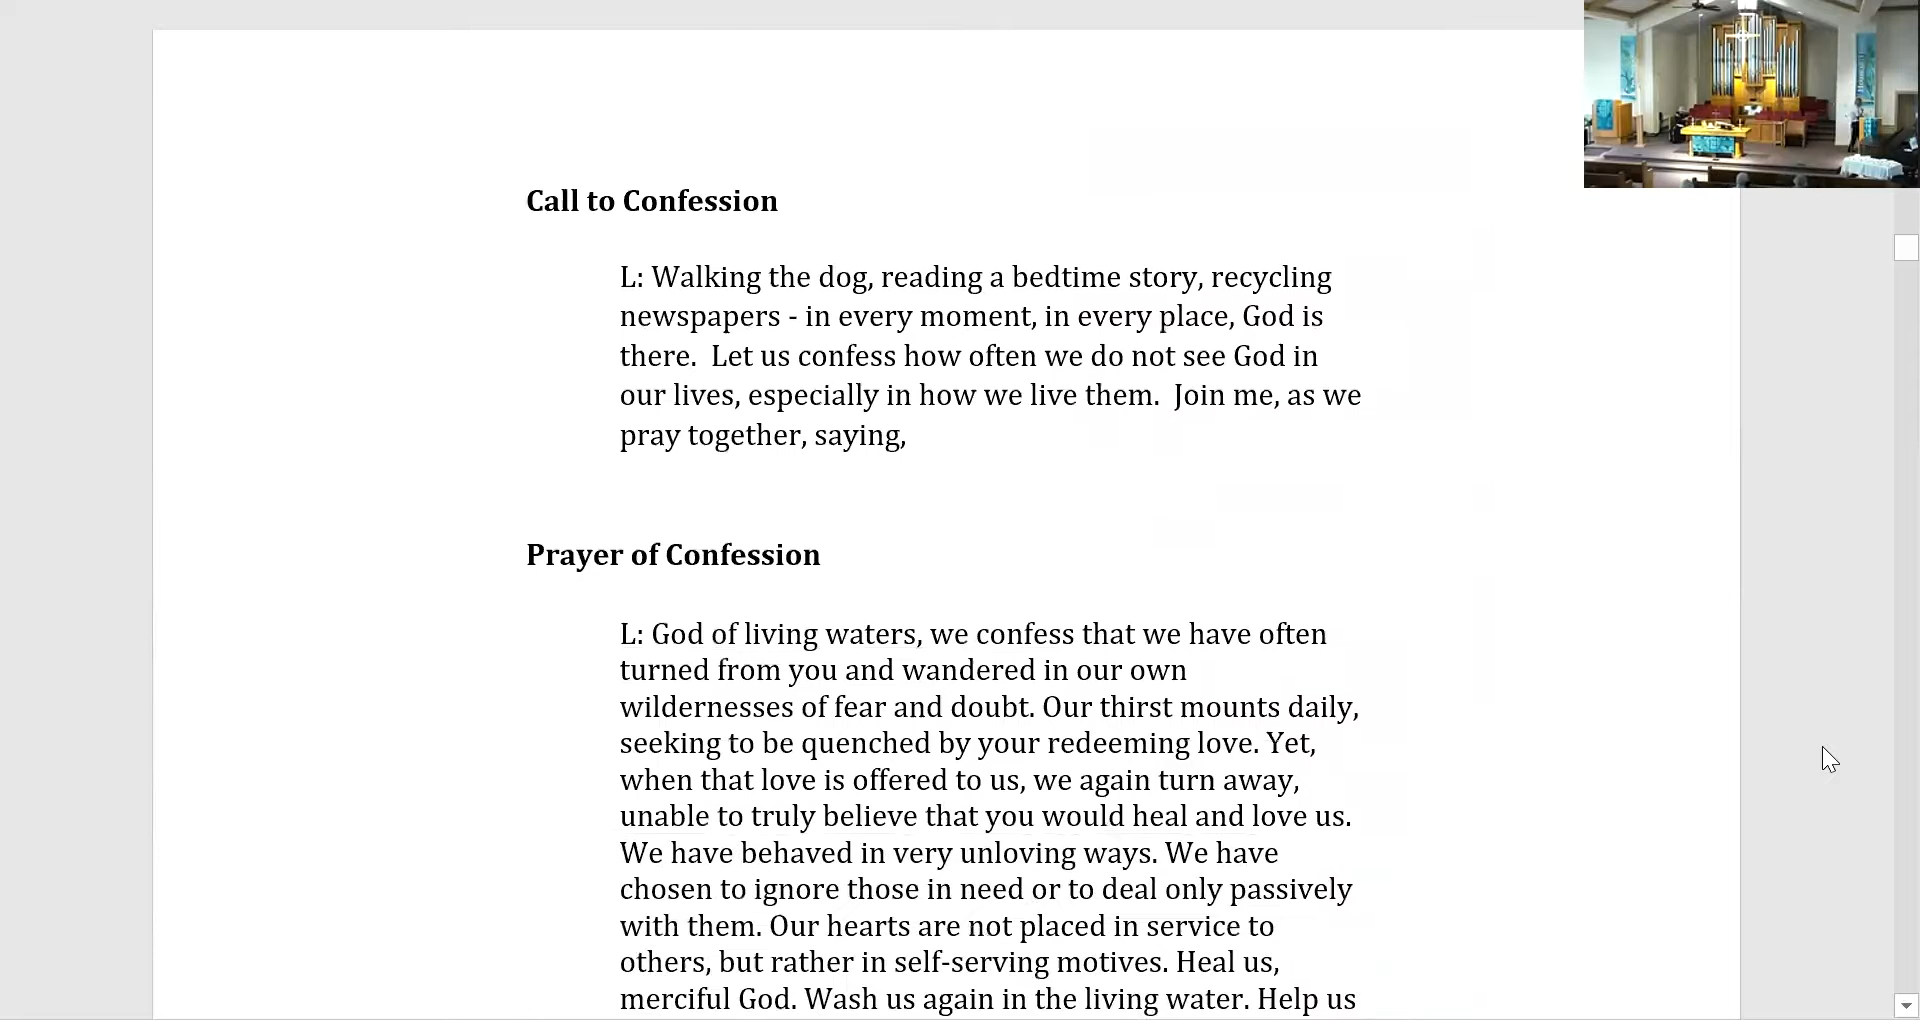 Call to Confession
L: Walking the dog, reading a bedtime story, recycling
newspapers - in every moment, in every place, God is
there.  Let us confess how often we do not see God in
our lives, especially in how we live them.  Join me, as we
pray together, saying,
Prayer of Confession
L: God of living waters, we confess that we have often
turned from you and wandered in our own
wildernesses of fear and doubt. Our thirst mounts daily,
seeking to be quenched by your redeeming love. Yet,
when that love is offered to us, we again turn away,
unable to truly believe that you would heal and love us.
We have behaved in very unloving ways. We have
chosen to ignore those in need or to deal only passively
with them. Our hearts are not placed in service to
others, but rather in self-serving motives. Heal us,
merciful God. Wash us again in the living water. Help us